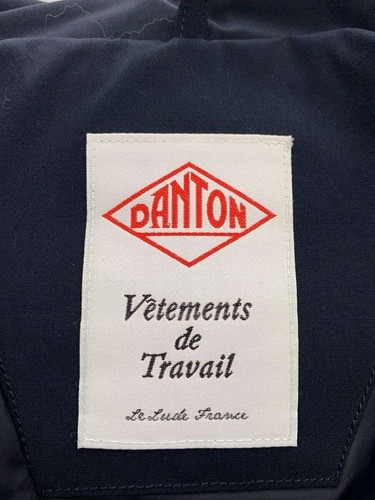 DANTON
Vêtements
de
Travail
Le Lude France